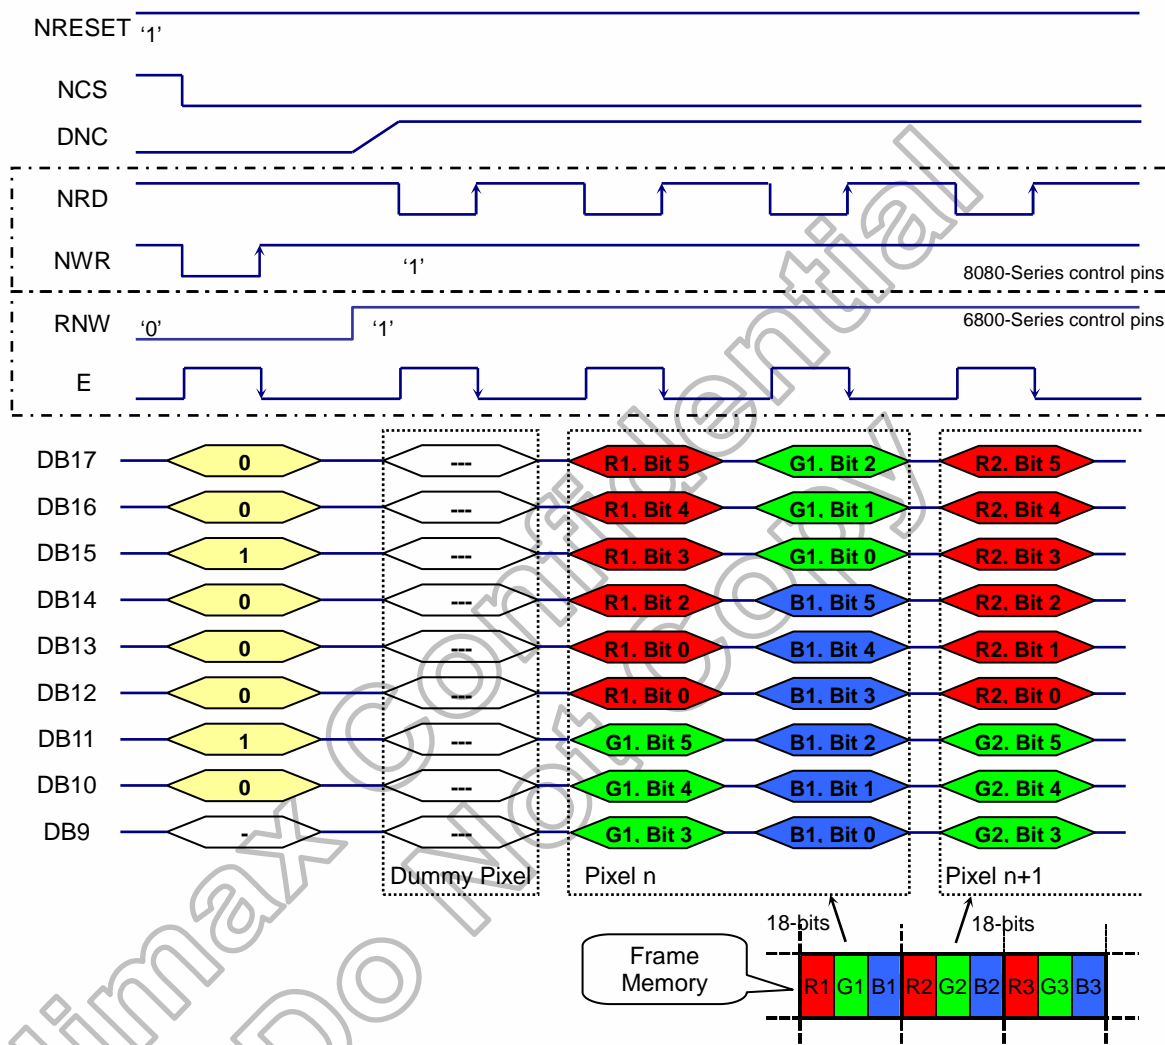 NRESET '1'
NCS
DNC
NRD
NWR '1'
8080-Series control pins
RNW '0' '1'
6800-Series control pins
E
DB17 0 --- R1. Bit 5 G1. Bit 2 R2. Bit 5
DB16 0 --- R1. Bit 4 G1. Bit 1 R2. Bit 4
DB15 1 --- R1. Bit 3 G1. Bit 0 R2. Bit 3
DB14 0 --- R1. Bit 2 B1. Bit 5 R2. Bit 2
DB13 0 --- R1. Bit 0 B1. Bit 4 R2. Bit 1
DB12 0 --- R1. Bit 0 B1. Bit 3 R2. Bit 0
DB11 1 --- G1. Bit 5 B1. Bit 2 G2. Bit 5
DB10 0 --- G1. Bit 4 B1. Bit 1 G2. Bit 4
DB9 - --- G1. Bit 3 B1. Bit 0 G2. Bit 3
Dummy Pixel Pixel n Pixel n+1
18-bits 18-bits
Frame
Memory
R1 G1 B1 R2 G2 B2 R3 G3 B3
limax Confidential
Do Not Copy